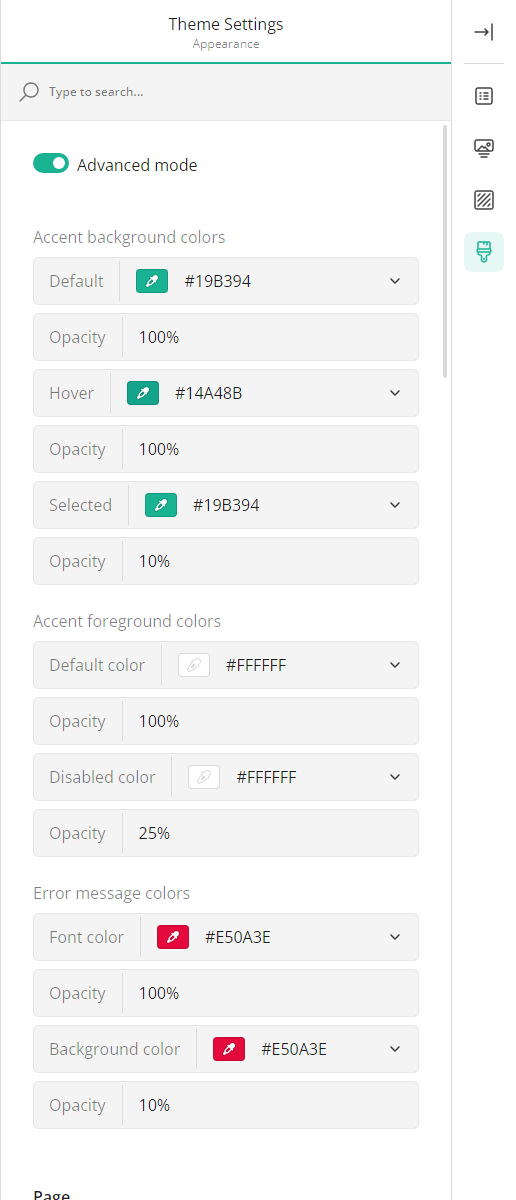 Theme Settings
Appearance
Type to search...
Advanced mode
Accent background colors
Default #19B394
Opacity 100%
Hover #14A48B
Opacity 100%
Selected #19B394
Opacity 10%
Accent foreground colors
Default color #FFFFFF
Opacity 100%
Disabled color #FFFFFF
Opacity 25%
Error message colors
Font color #E50A3E
Opacity 100%
Background color #E50A3E
Opacity 10%
Page